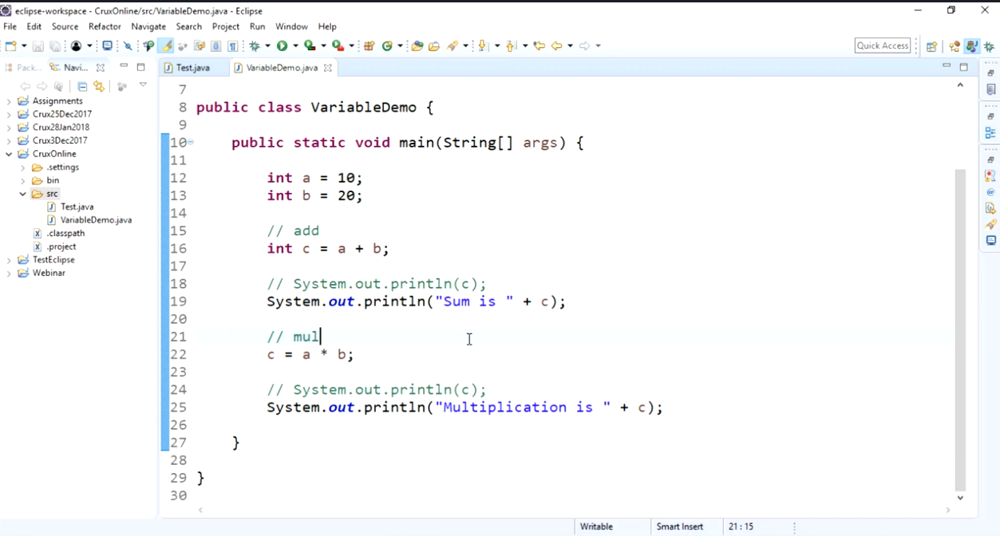 eclipse-workspace - CruxOnline/src/VariableDemo.java - Eclipse
File Edit Source Refactor Navigate Search Project Run Window Help
Quick Access
Pack... Navi...
Test.java VariableDemo.java
Assignments
Crux25Dec2017
Crux28Jan2018
Crux3Dec2017
CruxOnline
.settings
bin
src
Test.java
VariableDemo.java
.classpath
.project
TestEclipse
Webinar
7
8 public class VariableDemo {
9
10 public static void main(String[] args) {
11
12 int a = 10;
13 int b = 20;
14
15 // add
16 int c = a + b;
17
18 // System.out.println(c);
19 System.out.println("Sum is " + c);
20
21 // mul
22 c = a * b;
23
24 // System.out.println(c);
25 System.out.println("Multiplication is " + c);
26
27 }
28
29 }
30
Writable Smart Insert 21 : 15